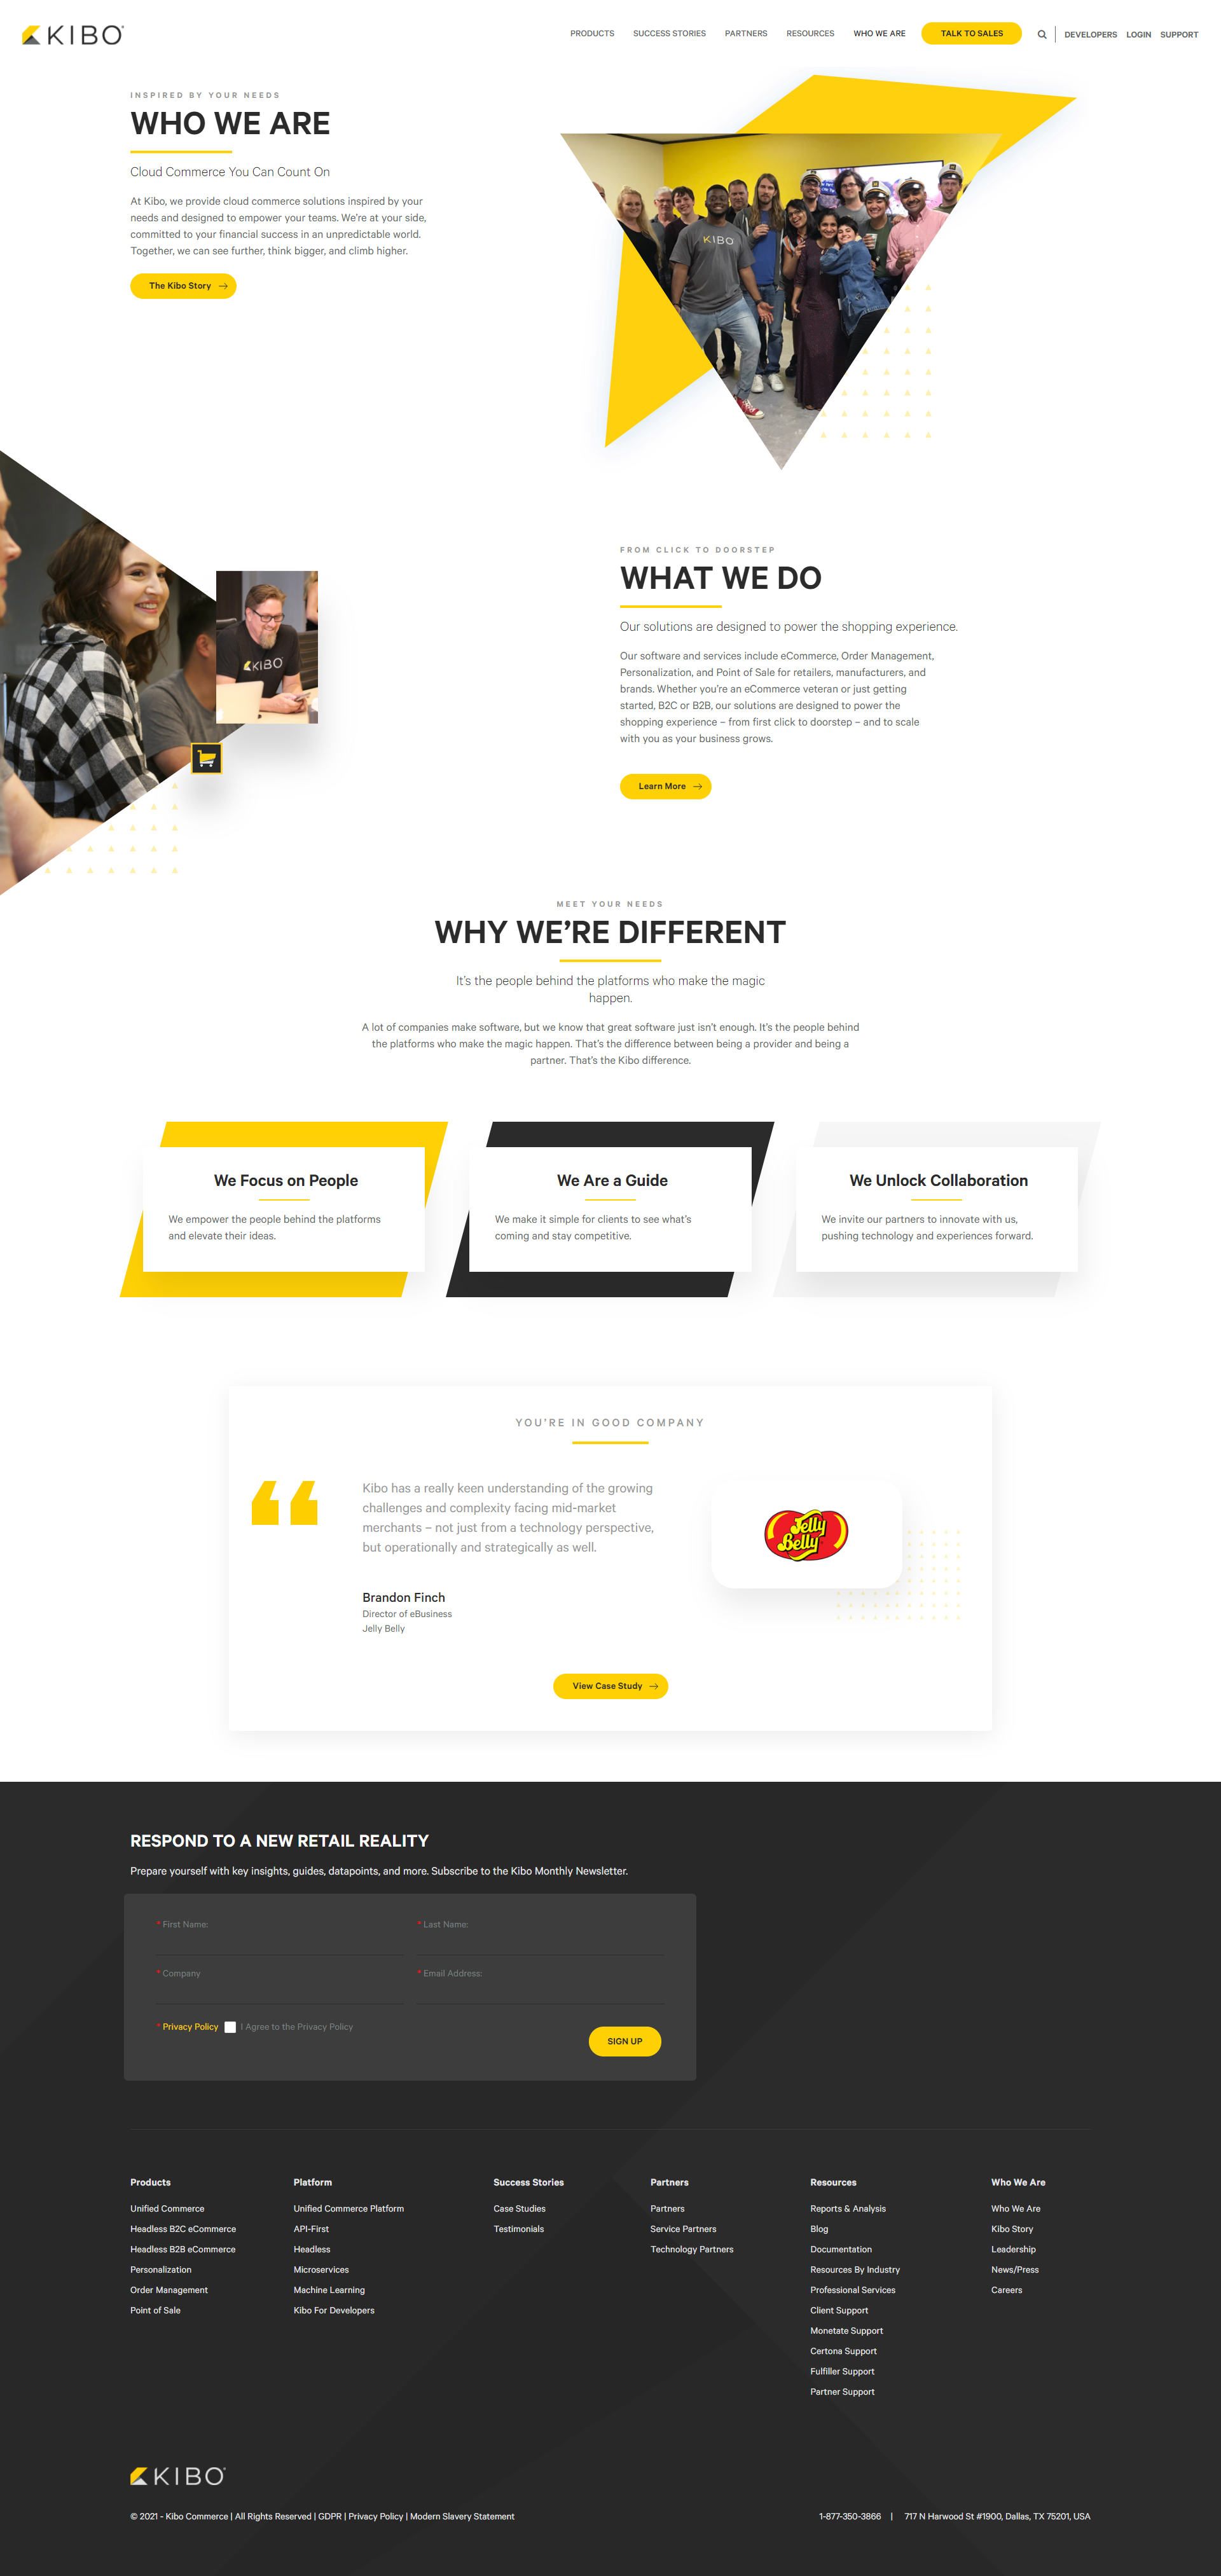 KIBO
PRODUCTS SUCCESS STORIES PARTNERS RESOURCES WHO WE ARE TALK TO SALES DEVELOPERS LOGIN SUPPORT
INSPIRED BY YOUR NEEDS
WHO WE ARE
Cloud Commerce You Can Count On
At Kibo, we provide cloud commerce solutions inspired by your
needs and designed to empower your teams. We're at your side,
committed to your financial success in an unpredictable world.
Together, we can see further, think bigger, and climb higher.
The Kibo Story
KIBO
KIBO
FROM CLICK TO DOORSTEP
WHAT WE DO
Our solutions are designed to power the shopping experience.
Our software and services include eCommerce, Order Management,
Personalization, and Point of Sale for retailers, manufacturers, and
brands. Whether you're an eCommerce veteran or just getting
started, B2C or B2B, our solutions are designed to power the
shopping experience – from first click to doorstep – and to scale
with you as your business grows.
Learn More
MEET YOUR NEEDS
WHY WE'RE DIFFERENT
It's the people behind the platforms who make the magic
happen.
A lot of companies make software, but we know that great software just isn't enough. It's the people behind
the platforms who make the magic happen. That's the difference between being a provider and being a
partner. That's the Kibo difference.
We Focus on People
We empower the people behind the platforms
and elevate their ideas.
We Are a Guide
We make it simple for clients to see what's
coming and stay competitive.
We Unlock Collaboration
We invite our partners to innovate with us,
pushing technology and experiences forward.
YOU'RE IN GOOD COMPANY
Kibo has a really keen understanding of the growing
challenges and complexity facing mid-market
merchants – not just from a technology perspective,
but operationally and strategically as well.
Brandon Finch
Director of eBusiness
Jelly Belly
Jelly
Belly
View Case Study
RESPOND TO A NEW RETAIL REALITY
Prepare yourself with key insights, guides, datapoints, and more. Subscribe to the Kibo Monthly Newsletter.
* First Name:
* Last Name:
* Company
* Email Address:
* Privacy Policy I Agree to the Privacy Policy
SIGN UP
Products
Unified Commerce
Headless B2C eCommerce
Headless B2B eCommerce
Personalization
Order Management
Point of Sale
Platform
Unified Commerce Platform
API-First
Headless
Microservices
Machine Learning
Kibo For Developers
Success Stories
Case Studies
Testimonials
Partners
Partners
Service Partners
Technology Partners
Resources
Reports & Analysis
Blog
Documentation
Resources By Industry
Professional Services
Client Support
Monetate Support
Certona Support
Fulfiller Support
Partner Support
Who We Are
Who We Are
Kibo Story
Leadership
News/Press
Careers
KIBO
© 2021 - Kibo Commerce | All Rights Reserved | GDPR | Privacy Policy | Modern Slavery Statement
1-877-350-3866 | 717 N Harwood St #1900, Dallas, TX 75201, USA